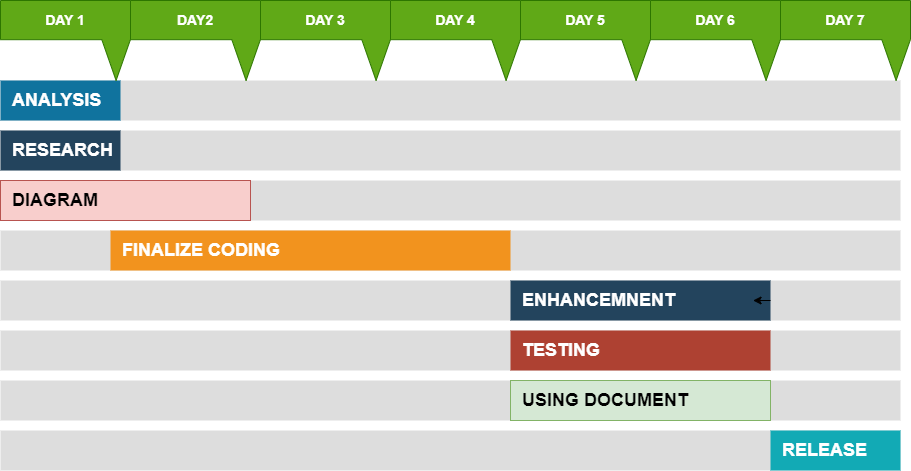 DAY 1 DAY2 DAY 3 DAY 4 DAY 5 DAY 6 DAY 7
ANALYSIS
RESEARCH
DIAGRAM
FINALIZE CODING
ENHANCEMNENT
TESTING
USING DOCUMENT
RELEASE